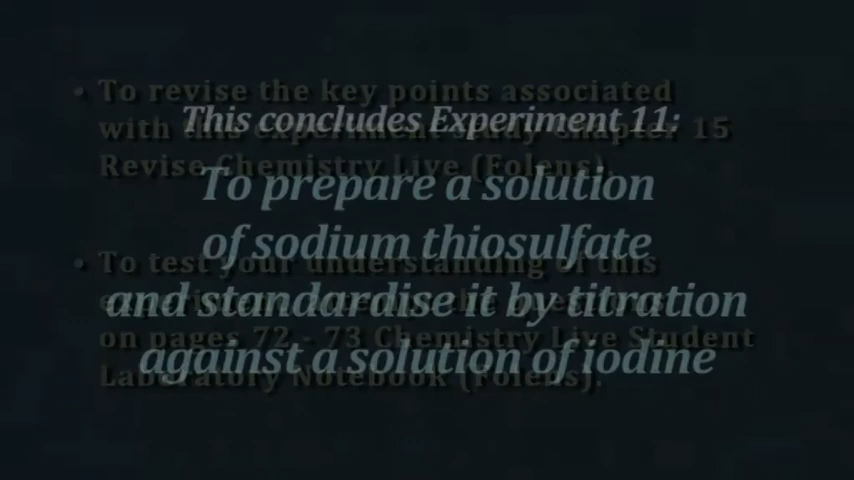 This concludes Experiment 11:
To prepare a solution
of sodium thiosulfate
and standardise it by titration
against a solution of iodine
• To revise the key points associated
with this experiment study Chapter 15
Revise Chemistry Live (Folens).
• To test your understanding of this
on pages 72 - 73 Chemistry Live Student
Laboratory Notebook (Folens).